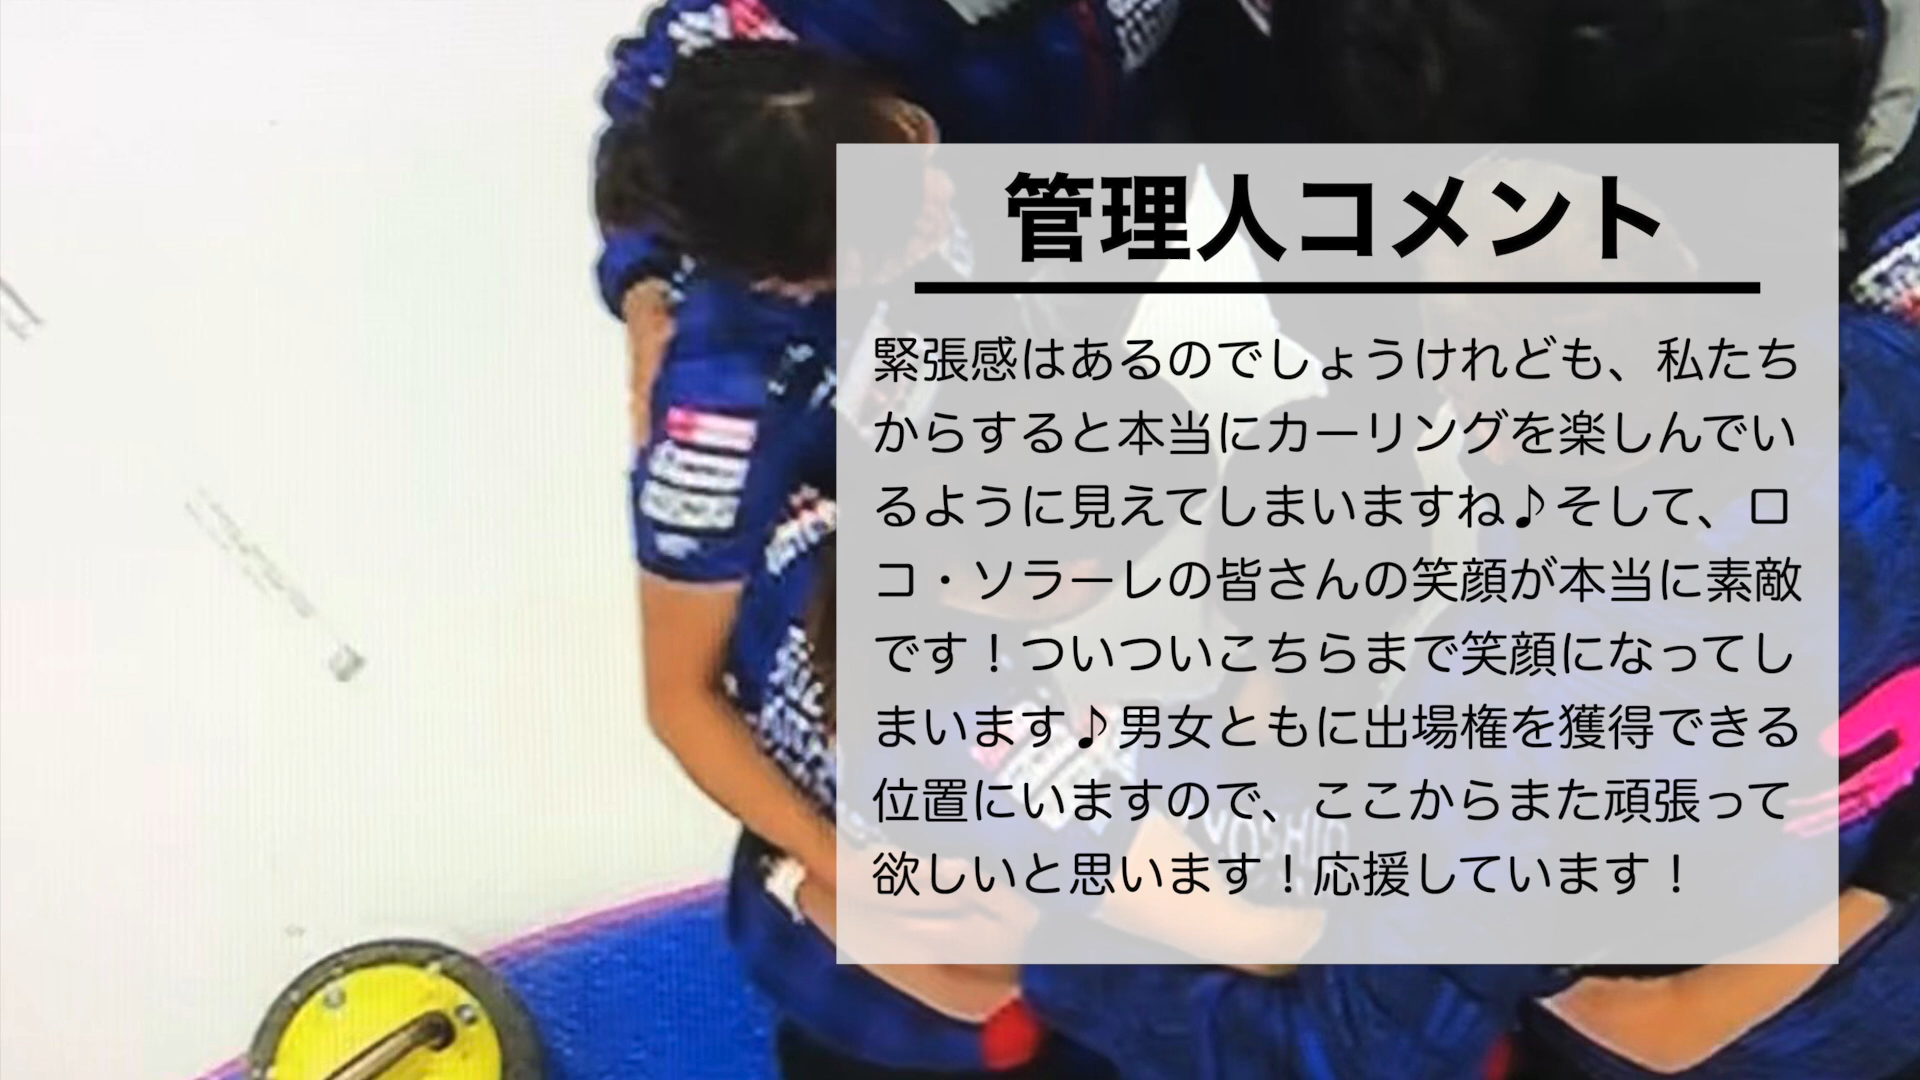 管理人コメント
緊張感はあるのでしょうけれども、私たち
からすると本当にカーリングを楽しんでい
るように見えてしまいますね♪そして、ロ
コ・ソラーレの皆さんの笑顔が本当に素敵
です！ついついこちらまで笑顔になってし
まいます♪男女ともに出場権を獲得できる
位置にいますので、ここからまた頑張って
欲しいと思います！応援しています！